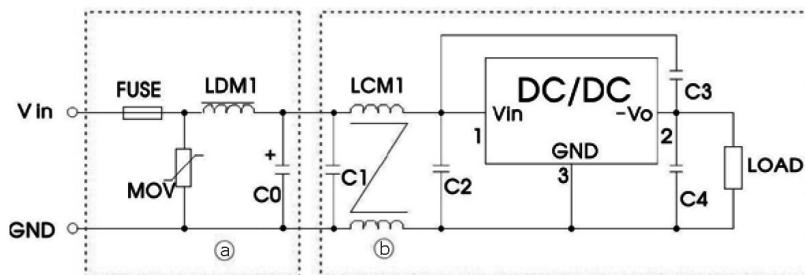 FUSE
LDM1
LCM1
DC/DC
C3
Vin
Vin
-Vo
1
2
+
MOV
C0
C1
C2
GND
3
C4
LOAD
GND
ⓐ
ⓑ